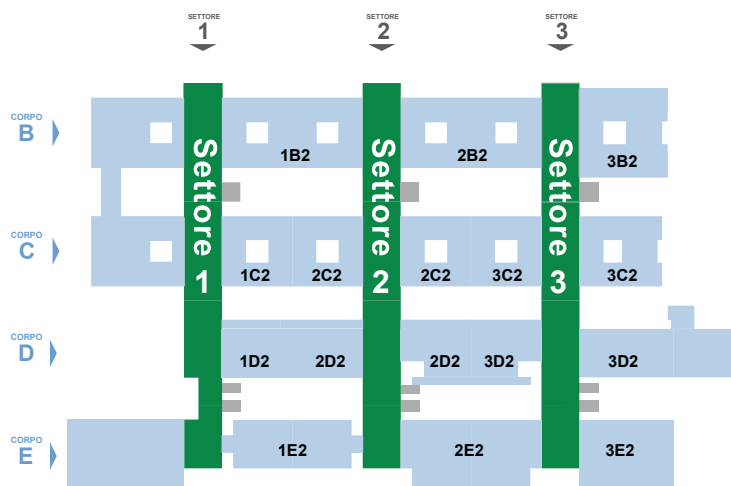 SETTORE
1
SETTORE
2
SETTORE
3
CORPO
B
Settore 1
Settore 2
Settore 3
1B2
2B2
3B2
CORPO
C
1C2
2C2
2C2
3C2
3C2
CORPO
D
1D2
2D2
2D2
3D2
3D2
CORPO
E
1E2
2E2
3E2